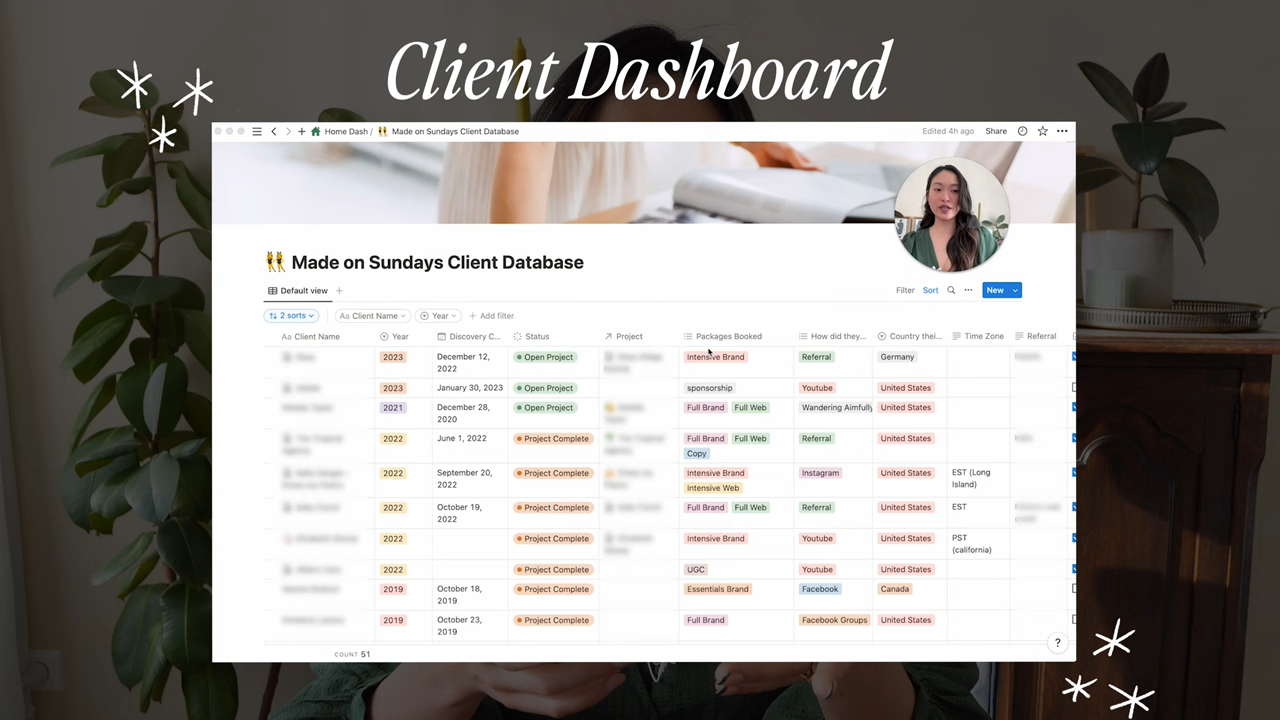 Client Dashboard
Home Dash / Made on Sundays Client Database Edited 4h ago Share
Made on Sundays Client Database
Default view Filter Sort New
2 sorts Client Name Year Add filter
Aa Client Name Year Discovery C... Status Project Packages Booked How did they... Country thei... Time Zone Referral
2023 December 12, 2022 Open Project Intensive Brand Referral Germany
2023 January 30, 2023 Open Project sponsorship Youtube United States
2021 December 28, 2020 Open Project Full Brand Full Web Wandering Aimfully United States
2022 June 1, 2022 Project Complete Full Brand Full Web Copy Referral United States
2022 September 20, 2022 Project Complete Intensive Brand Intensive Web Instagram United States EST (Long Island)
2022 October 19, 2022 Project Complete Full Brand Full Web Referral United States EST
2022 Project Complete Intensive Brand Youtube United States PST (california)
2022 Project Complete UGC Youtube United States
2019 October 18, 2019 Project Complete Essentials Brand Facebook Canada
2019 October 23, 2019 Project Complete Full Brand Facebook Groups United States
COUNT 51 ?